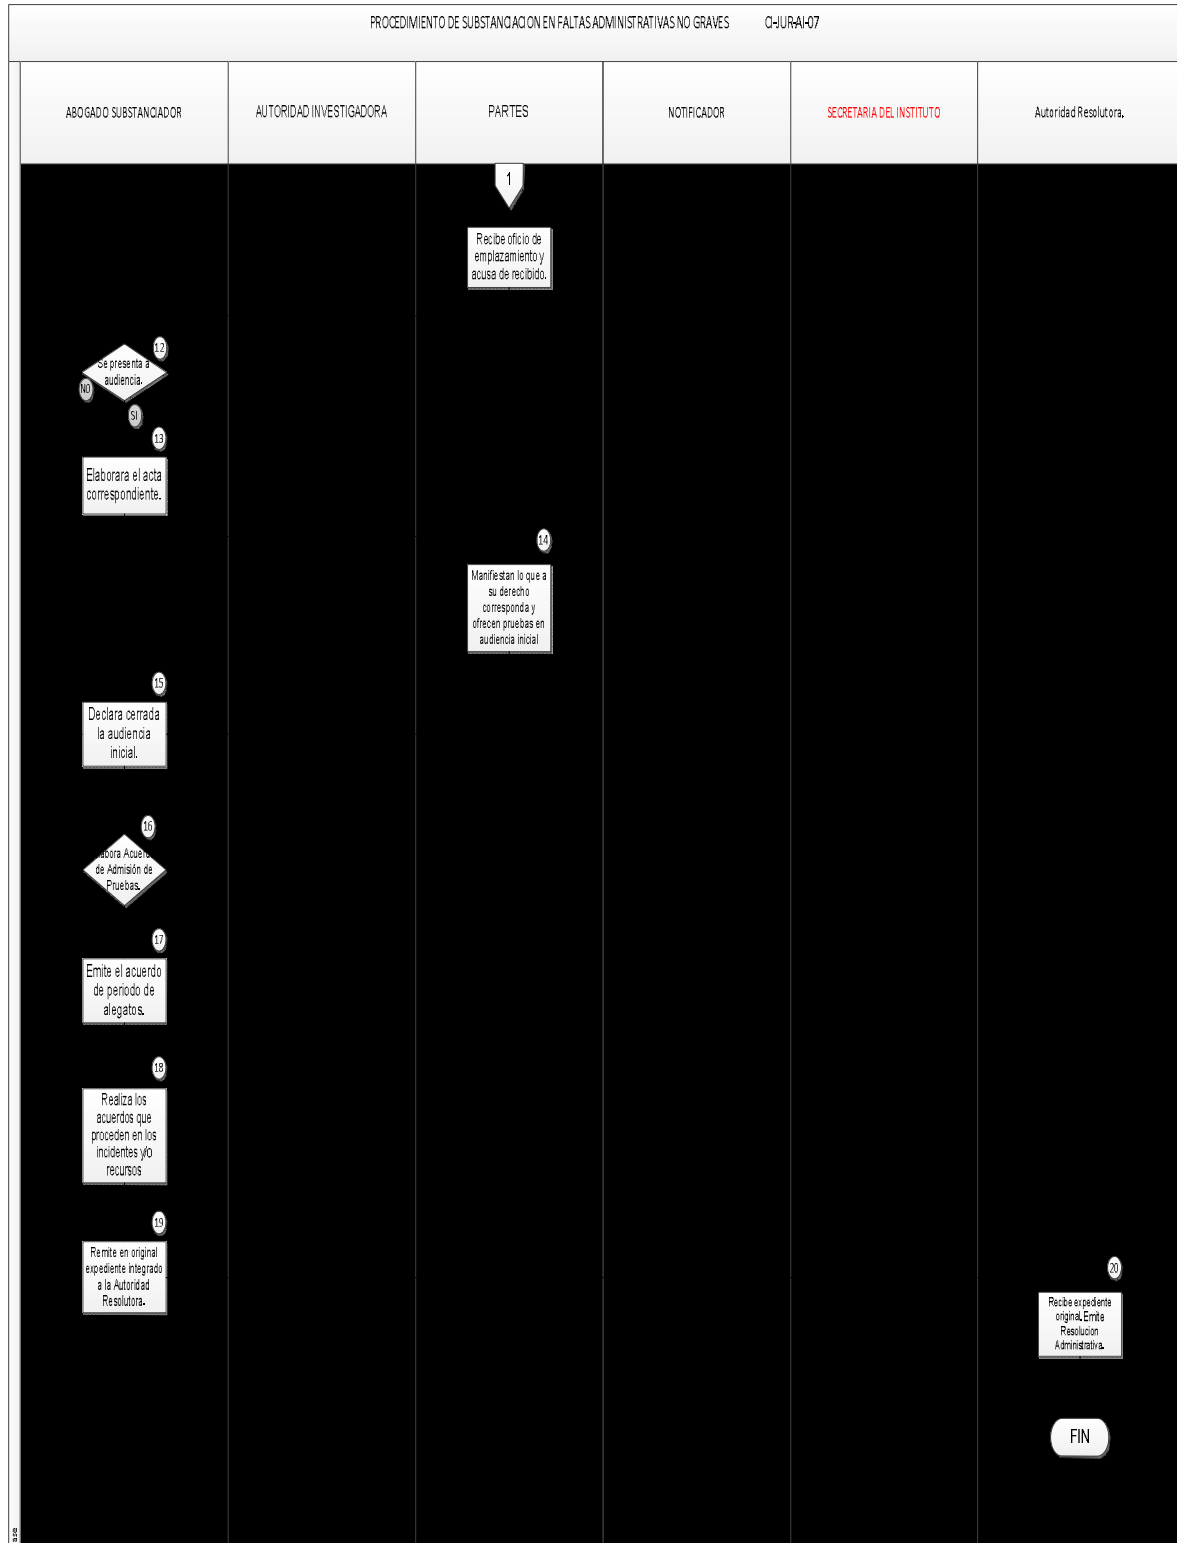 PROCEDIMIENTO DE SUBSTANCIACION EN FALTAS ADMINISTRATIVAS NO GRAVES CI-JUR-AI-07
ABOGADO SUBSTANCIADOR
AUTORIDAD INVESTIGADORA
PARTES
NOTIFICADOR
SECRETARIA DEL INSTITUTO
Autoridad Resolutora.
1
Recibe oficio de
emplazamiento y
acusa de recibido.
12
Se presenta a
audiencia.
NO
SI
13
Elaborara el acta
correspondiente.
14
Manifiestan lo que a
su derecho
corresponda y
ofrecen pruebas en
audiencia inicial
15
Declara cerrada
la audiencia
inicial.
16
abora Acuerd
de Admisión de
Pruebas.
17
Emite el acuerdo
de periodo de
alegatos.
18
Realiza los
acuerdos que
proceden en los
incidentes y/o
recursos
19
Remite en original
expediente integrado
a la Autoridad
Resolutora.
20
Recibe expediente
original. Emite
Resolucion
Administrativa.
FIN